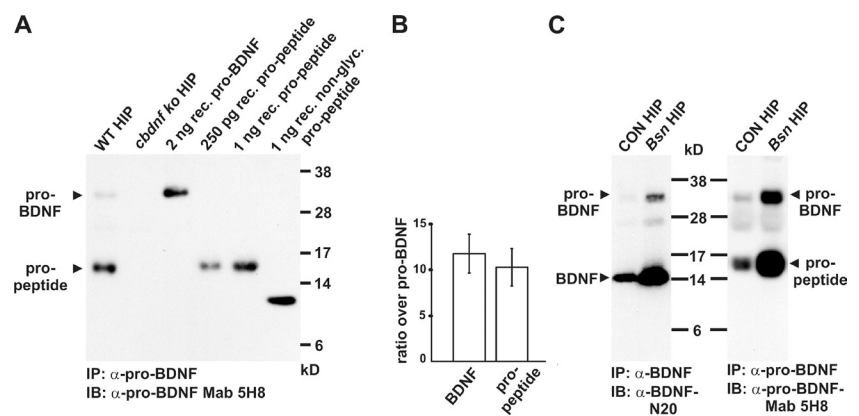 A
WT HIP
cbdnf ko HIP
2 ng rec. pro-BDNF
250 pg rec. pro-peptide
1 ng rec. pro-peptide
1 ng rec. non-glyc.
pro-peptide
pro-
BDNF
pro-
peptide
38
28
17
14
6
kD
IP: α-pro-BDNF
IB: α-pro-BDNF Mab 5H8
B
ratio over pro-BDNF
15
10
5
0
BDNF
pro-
peptide
C
CON HIP
Bsn HIP
kD
CON HIP
Bsn HIP
pro-
BDNF
BDNF
38
28
17
14
6
pro-
BDNF
pro-
peptide
IP: α-BDNF
IB: α-BDNF-
N20
IP: α-pro-BDNF
IB: α-pro-BDNF-
Mab 5H8